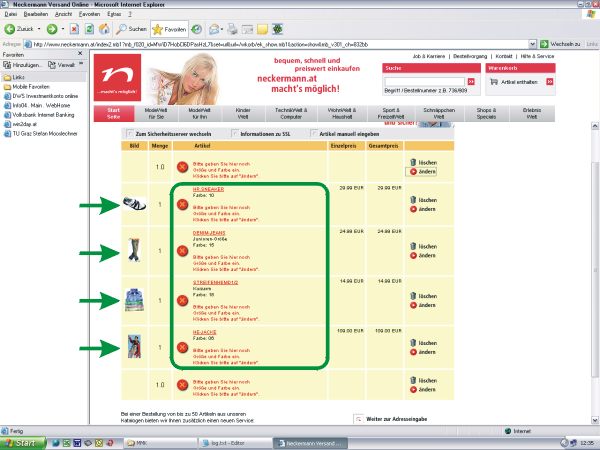 Neckermann Versand Online - Microsoft Internet Explorer
Datei Bearbeiten Ansicht Favoriten Extras ?
Zurück Suchen Favoriten
Adresse Wechseln zu Links
Favoriten
Hinzufügen... Verwalt
Links
Mobile Favoriten
DWS Investmentkonto online
Info04 . Main . WebHome
Volksbank Internet Banking
win2day.at
TU Graz Stefan Mooslechner
n
...macht's möglich!
bequem, schnell und
preiswert einkaufen
neckermann.at
macht's möglich!
Job & Karriere | Bestellvorgang | Kontakt | Hilfe & Service
Suche
Begriff / Bestellnummer z.B. 736/809
Warenkorb
Artikel enthalten
Start Seite
ModeWelt für Sie
ModeWelt für Ihn
Kinder Welt
TechnikWelt & Computer
WohnWelt & Haushalt
Sport & FreizeitWelt
Schnäppchen Welt
Shops & Specials
Erlebnis Welt
und sicher!
Zum Sicherheitsserver wechseln
Informationen zu SSL
Artikel manuell eingeben
Bild Menge Artikel Einzelpreis Gesamtpreis
1.0
Bitte geben Sie hier noch
Größe und Farbe ein.
Klicken Sie bitte auf "ändern".
löschen
ändern
HR.SNEAKER 29.99 EUR 29.99 EUR
Farbe: 10
1
Bitte geben Sie hier noch
Größe und Farbe ein.
Klicken Sie bitte auf "ändern".
löschen
ändern
DENIM-JEANS 24.99 EUR 24.99 EUR
Junioren-Größe
Farbe: 15
1
Bitte geben Sie hier noch
Größe und Farbe ein.
Klicken Sie bitte auf "ändern".
löschen
ändern
STREIFENHEMD1/2 14.99 EUR 14.99 EUR
Kurzarm
Farbe: 18
1
Bitte geben Sie hier noch
Größe und Farbe ein.
Klicken Sie bitte auf "ändern".
löschen
ändern
HE-JACKE 109.00 EUR 109.00 EUR
Farbe: 06
1
Bitte geben Sie hier noch
Größe und Farbe ein.
Klicken Sie bitte auf "ändern".
löschen
ändern
1.0
Bitte geben Sie hier noch
Größe und Farbe ein.
Klicken Sie bitte auf "ändern".
löschen
ändern
Bei einer Bestellung von bis zu 50 Artikeln aus unseren
Katalogen bieten wir Ihnen zusätzlich einen neuen Service:
Weiter zur Adresseingabe
Fertig Internet
Start MMK log.txt - Editor Neckermann Versand ... 12:35